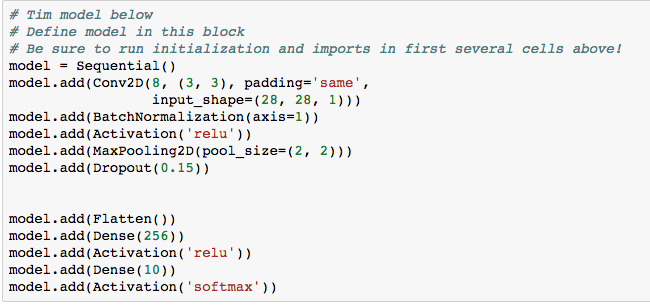 # Tim model below
# Define model in this block
# Be sure to run initialization and imports in first several cells above!
model = Sequential()
model.add(Conv2D(8, (3, 3), padding='same',
                 input_shape=(28, 28, 1)))
model.add(BatchNormalization(axis=1))
model.add(Activation('relu'))
model.add(MaxPooling2D(pool_size=(2, 2)))
model.add(Dropout(0.15))
model.add(Flatten())
model.add(Dense(256))
model.add(Activation('relu'))
model.add(Dense(10))
model.add(Activation('softmax'))